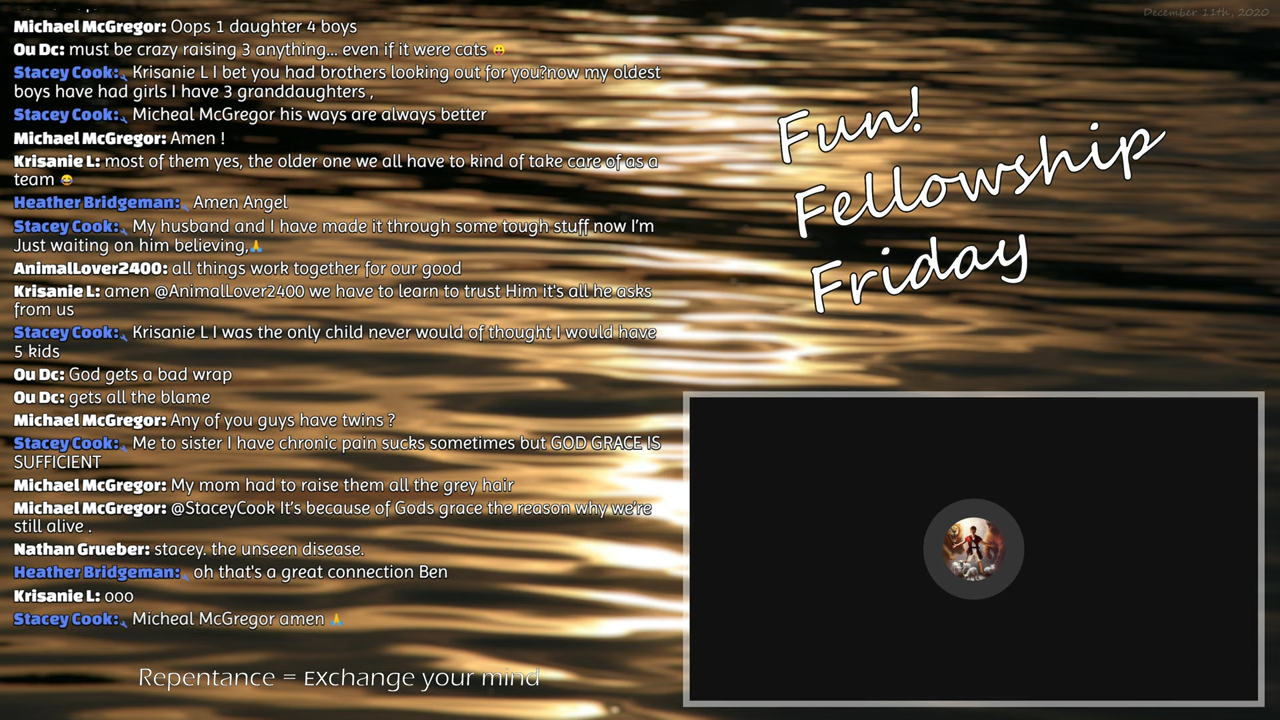 December 11th, 2020
Michael McGregor: Oops 1 daughter 4 boys
Ou Dc: must be crazy raising 3 anything... even if it were cats 😛
Stacey Cook: Krisanie L I bet you had brothers looking out for you?now my oldest
boys have had girls I have 3 granddaughters ,
Stacey Cook: Micheal McGregor his ways are always better
Michael McGregor: Amen !
Krisanie L: most of them yes, the older one we all have to kind of take care of as a
team 😂
Heather Bridgeman: Amen Angel
Stacey Cook: My husband and I have made it through some tough stuff now I'm
Just waiting on him believing,🙏
AnimalLover2400: all things work together for our good
Krisanie L: amen @AnimalLover2400 we have to learn to trust Him it's all he asks
from us
Stacey Cook: Krisanie L I was the only child never would of thought I would have
5 kids
Ou Dc: God gets a bad wrap
Ou Dc: gets all the blame
Michael McGregor: Any of you guys have twins ?
Stacey Cook: Me to sister I have chronic pain sucks sometimes but GOD GRACE IS
SUFFICIENT
Michael McGregor: My mom had to raise them all the grey hair
Michael McGregor: @StaceyCook It's because of Gods grace the reason why we're
still alive .
Nathan Grueber: stacey. the unseen disease.
Heather Bridgeman: oh that's a great connection Ben
Krisanie L: ooo
Stacey Cook: Micheal McGregor amen 🙏
Repentance = EXchange your mind
Fun!
Fellowship
Friday